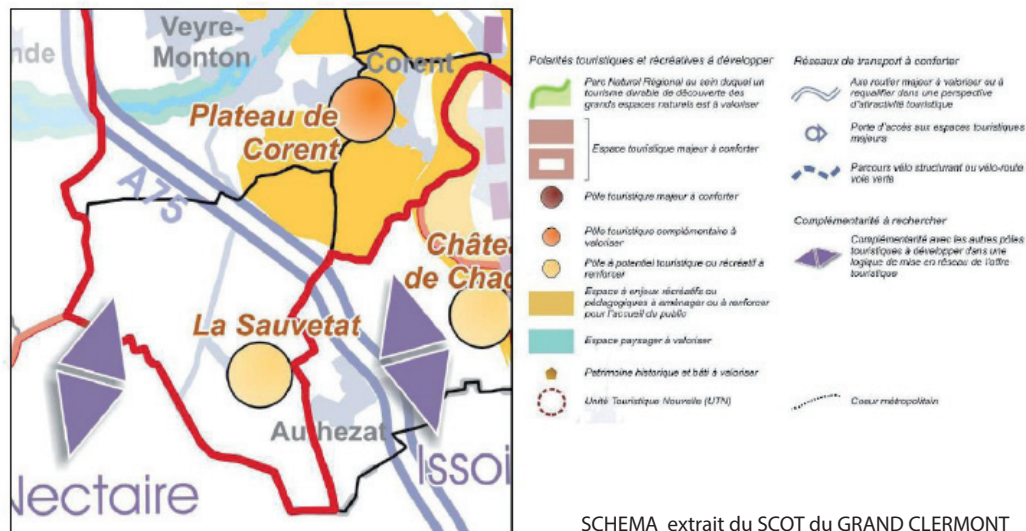 nde
Veyre-
Monton
Corent
Plateau de
Corent
A75
Châte
de Chad
La Sauvetat
Authezat
Nectaire
Issoi
Polarités touristiques et récréatives à développer
Parc Naturel Régional au sein duquel un
tourisme durable de découverte des
grands espaces naturels est à valoriser
Espace touristique majeur à conforter
Pôle touristique majeur à conforter
Pôle touristique complémentaire à
valoriser
Pôle à potentiel touristique ou récréatif à
renforcer
Espace à enjeux récréatifs ou
pédagogiques à aménager ou à renforcer
pour l'accueil du public
Espace paysager à valoriser
Patrimoine historique et bâti à valoriser
Unité Touristique Nouvelle (UTN)
Réseaux de transport à conforter
Axe routier majeur à valoriser ou à
requalifier dans une perspective
d'attractivité touristique
Porte d'accès aux espaces touristiques
majeurs
Parcours vélo structurant ou vélo-route
voie verte
Complémentarité à rechercher
Complémentarité avec les autres pôles
touristiques à développer dans une
logique de mise en réseau de l'offre
touristique
Coeur métropolitain
SCHEMA extrait du SCOT du GRAND CLERMONT